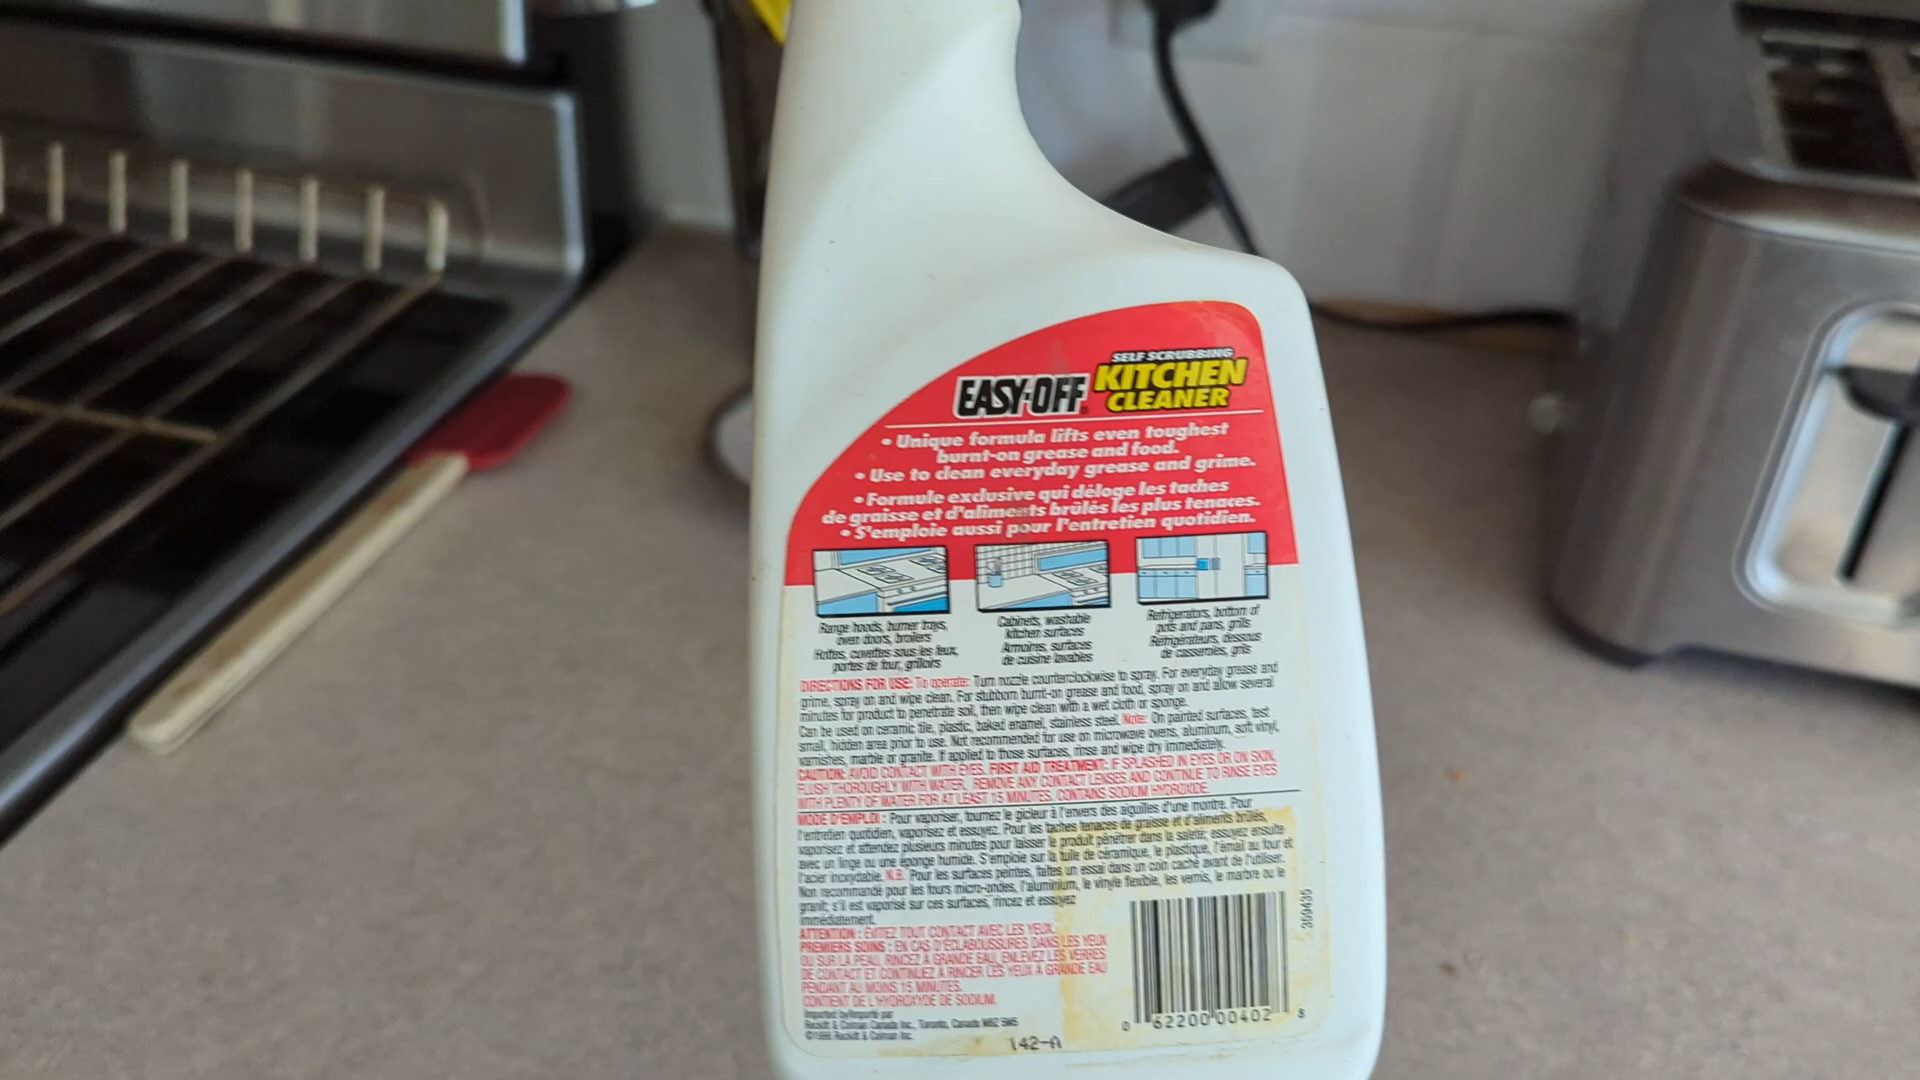 SELF SCRUBBING
EASY-OFF® KITCHEN
CLEANER
• Unique formula lifts even toughest
burnt-on grease and food.
• Use to clean everyday grease and grime.
• Formule exclusive qui déloge les taches
de graisse et d'aliments brûlés les plus tenaces.
• S'emploie aussi pour l'entretien quotidien.
Range hoods, burner trays,
oven doors, broilers
Hottes, cuvettes sous les feux,
portes de four, grilloirs
Cabinets, washable
kitchen surfaces
Armoires, surfaces
de cuisine lavables
Refrigerators, bottom of
pots and pans, grils
Réfrigérateurs, dessous
de casseroles, grils
DIRECTIONS FOR USE: To operate: Turn nozzle counterclockwise to spray. For everyday grease and
grime, spray on and wipe clean. For stubborn burnt-on grease and food, spray on and allow several
minutes for product to penetrate soil, then wipe clean with a wet cloth or sponge.
Can be used on ceramic tile, plastic, baked enamel, stainless steel. Note: On painted surfaces, test
small, hidden area prior to use. Not recommended for use on microwave ovens, aluminum, soft vinyl,
varnishes, marble or granite. If applied to those surfaces, rinse and wipe dry immediately.
CAUTION: AVOID CONTACT WITH EYES. FIRST AID TREATMENT: IF SPLASHED IN EYES OR ON SKIN,
FLUSH THOROUGHLY WITH WATER. REMOVE ANY CONTACT LENSES AND CONTINUE TO RINSE EYES
WITH PLENTY OF WATER FOR AT LEAST 15 MINUTES. CONTAINS SODIUM HYDROXIDE.
MODE D'EMPLOI : Pour vaporiser, tournez le gicleur à l'envers des aiguilles d'une montre. Pour
l'entretien quotidien, vaporisez et essuyez. Pour les taches tenaces de graisse et d'aliments brûlés,
vaporisez et attendez plusieurs minutes pour laisser le produit pénétrer dans la saleté; essuyez ensuite
avec un linge ou une éponge humide. S'emploie sur la tuile de céramique, le plastique, l'émail au four et
l'acier inoxydable. N.B. Pour les surfaces peintes, faites un essai dans un coin caché avant de l'utiliser.
Non recommandé pour les fours micro-ondes, l'aluminium, le vinyle flexible, les vernis, le marbre ou le
granit; s'il est vaporisé sur ces surfaces, rincez et essuyez
immédiatement.
ATTENTION : ÉVITEZ TOUT CONTACT AVEC LES YEUX.
PREMIERS SOINS : EN CAS D'ÉCLABOUSSURES DANS LES YEUX
OU SUR LA PEAU, RINCEZ À GRANDE EAU, ENLEVEZ LES VERRES
DE CONTACT ET CONTINUEZ À RINCER LES YEUX À GRANDE EAU
PENDANT AU MOINS 15 MINUTES.
CONTIENT DE L'HYDROXYDE DE SODIUM.
Imported by/Importé par
Reckitt & Colman Canada Inc., Toronto, Canada M8Z 5M5
Reckitt & Colman Inc.
142-A
359435
0 62200 00402 8